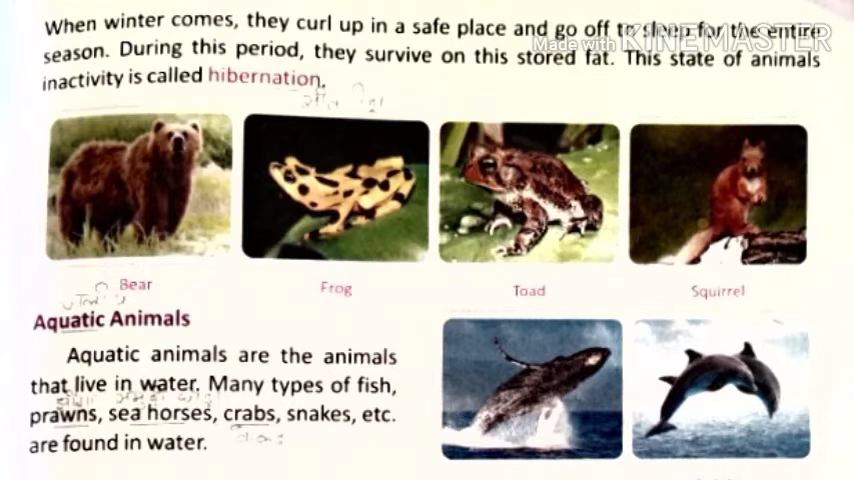 When winter comes, they curl up in a safe place and go off to sleep for the entire
Made with KINEMASTER
season. During this period, they survive on this stored fat. This state of animals
inactivity is called hibernation.
Bear
Frog
Toad
Squirrel
Aquatic Animals
Aquatic animals are the animals
that live in water. Many types of fish,
prawns, sea horses, crabs, snakes, etc.
are found in water.